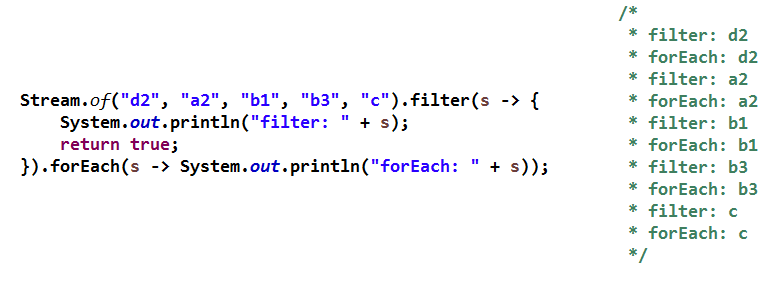 Stream.of("d2", "a2", "b1", "b3", "c").filter(s -> {
    System.out.println("filter: " + s);
    return true;
}).forEach(s -> System.out.println("forEach: " + s));
/*
 * filter: d2
 * forEach: d2
 * filter: a2
 * forEach: a2
 * filter: b1
 * forEach: b1
 * filter: b3
 * forEach: b3
 * filter: c
 * forEach: c
 */